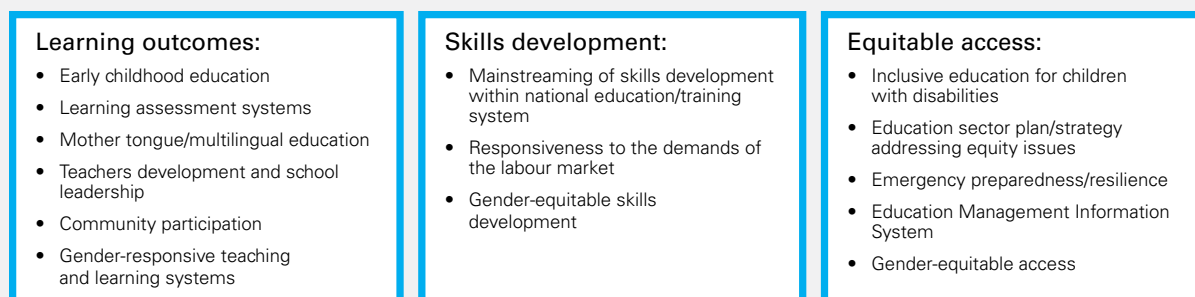 Learning outcomes:
• Early childhood education
• Learning assessment systems
• Mother tongue/multilingual education
• Teachers development and school
leadership
• Community participation
• Gender-responsive teaching
and learning systems
Skills development:
• Mainstreaming of skills development
within national education/training
system
• Responsiveness to the demands of
the labour market
• Gender-equitable skills
development
Equitable access:
• Inclusive education for children
with disabilities
• Education sector plan/strategy
addressing equity issues
• Emergency preparedness/resilience
• Education Management Information
System
• Gender-equitable access